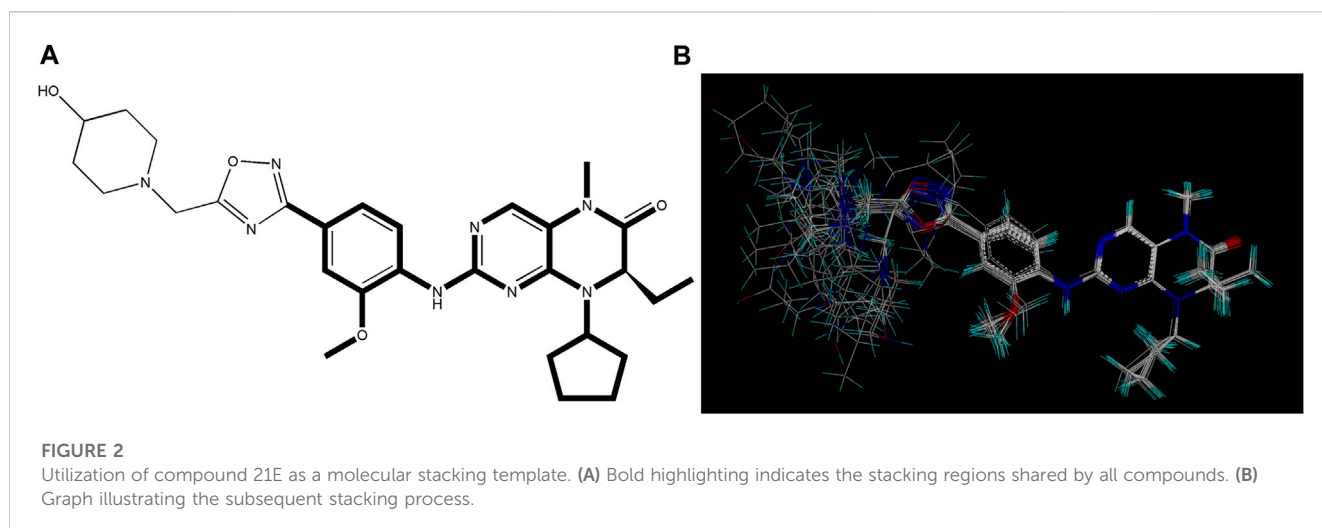 A
B
HO
N
O
N
N
N
O
N
N
H
N
N
N
O
O
FIGURE 2
Utilization of compound 21E as a molecular stacking template. (A) Bold highlighting indicates the stacking regions shared by all compounds. (B)
Graph illustrating the subsequent stacking process.